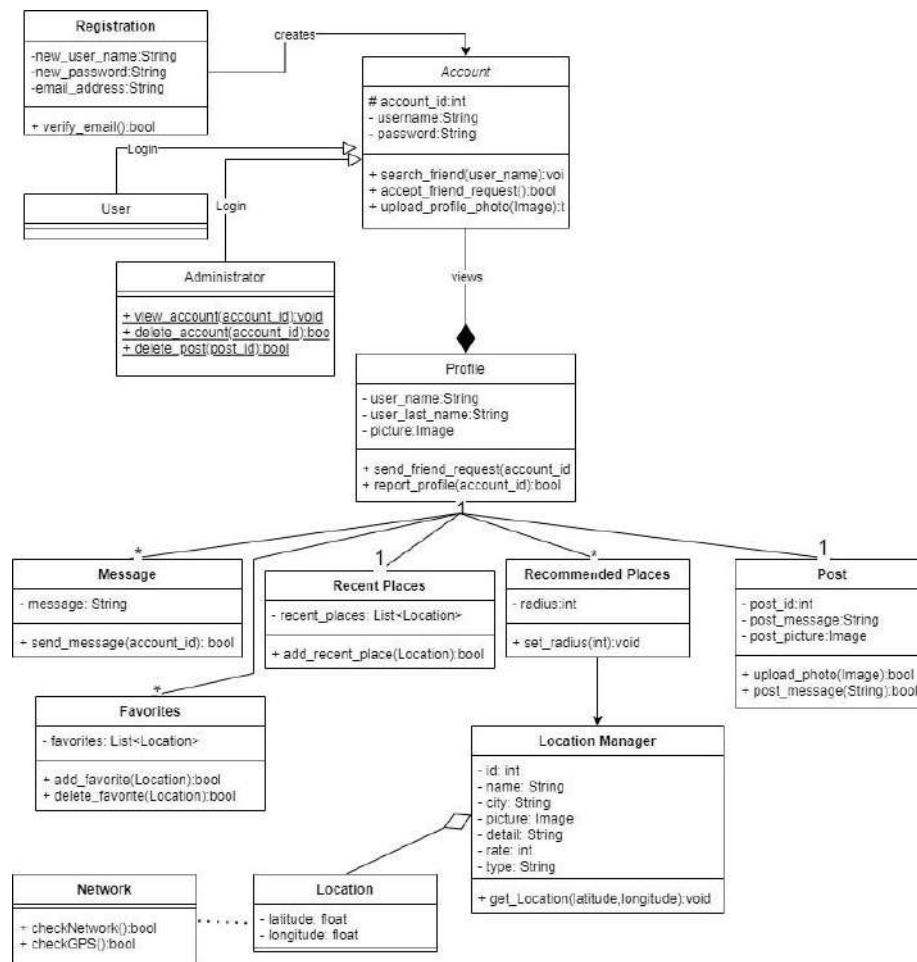 Registration
-new_user_name:String
-new_password:String
-email_address:String
+ verify_email():bool
creates
Account
# account_id:int
- username:String
- password:String
+ search_friend(user_name):voi
+ accept_friend_request():bool
+ upload_profile_photo(Image):t
Login
User
Login
Administrator
+ view_account(account_id):void
+ delete_account(account_id):boo
+ delete_post(post_id):bool
views
Profile
- user_name:String
- user_last_name:String
- picture:Image
+ send_friend_request(account_id
+ report_profile(account_id):bool
1
*
1
*
1
*
Message
- message: String
+ send_message(account_id): bool
Recent Places
- recent_places: List<Location>
+ add_recent_place(Location):bool
Recommended Places
- radius:int
+ set_radius(int):void
Post
- post_id:int
- post_message:String
- post_picture:Image
+ upload_photo(Image):bool
+ post_message(String):bool
Favorites
- favorites: List<Location>
+ add_favorite(Location):bool
+ delete_favorite(Location):bool
Location Manager
- id: int
- name: String
- city: String
- picture: Image
- detail: String
- rate: int
- type: String
+ get_Location(latitude,longitude):void
Network
+ checkNetwork():bool
+ checkGPS():bool
Location
- latitude: float
- longitude: float